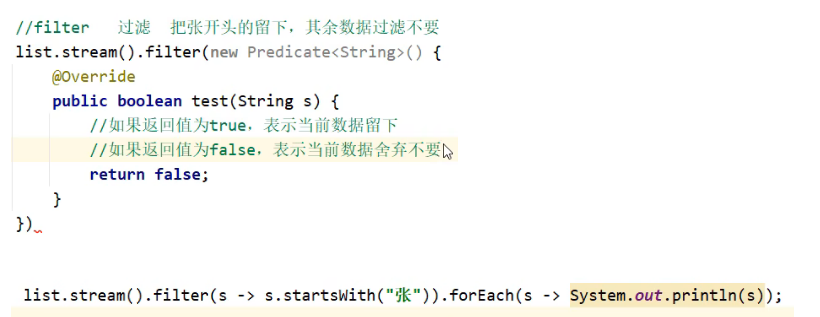 //filter 过滤 把张开头的留下，其余数据过滤不要
list.stream().filter(new Predicate<String>() {
@Override
public boolean test(String s) {
//如果返回值为true，表示当前数据留下
//如果返回值为false，表示当前数据舍弃不要
return false;
}
})
list.stream().filter(s -> s.startsWith("张")).forEach(s -> System.out.println(s));